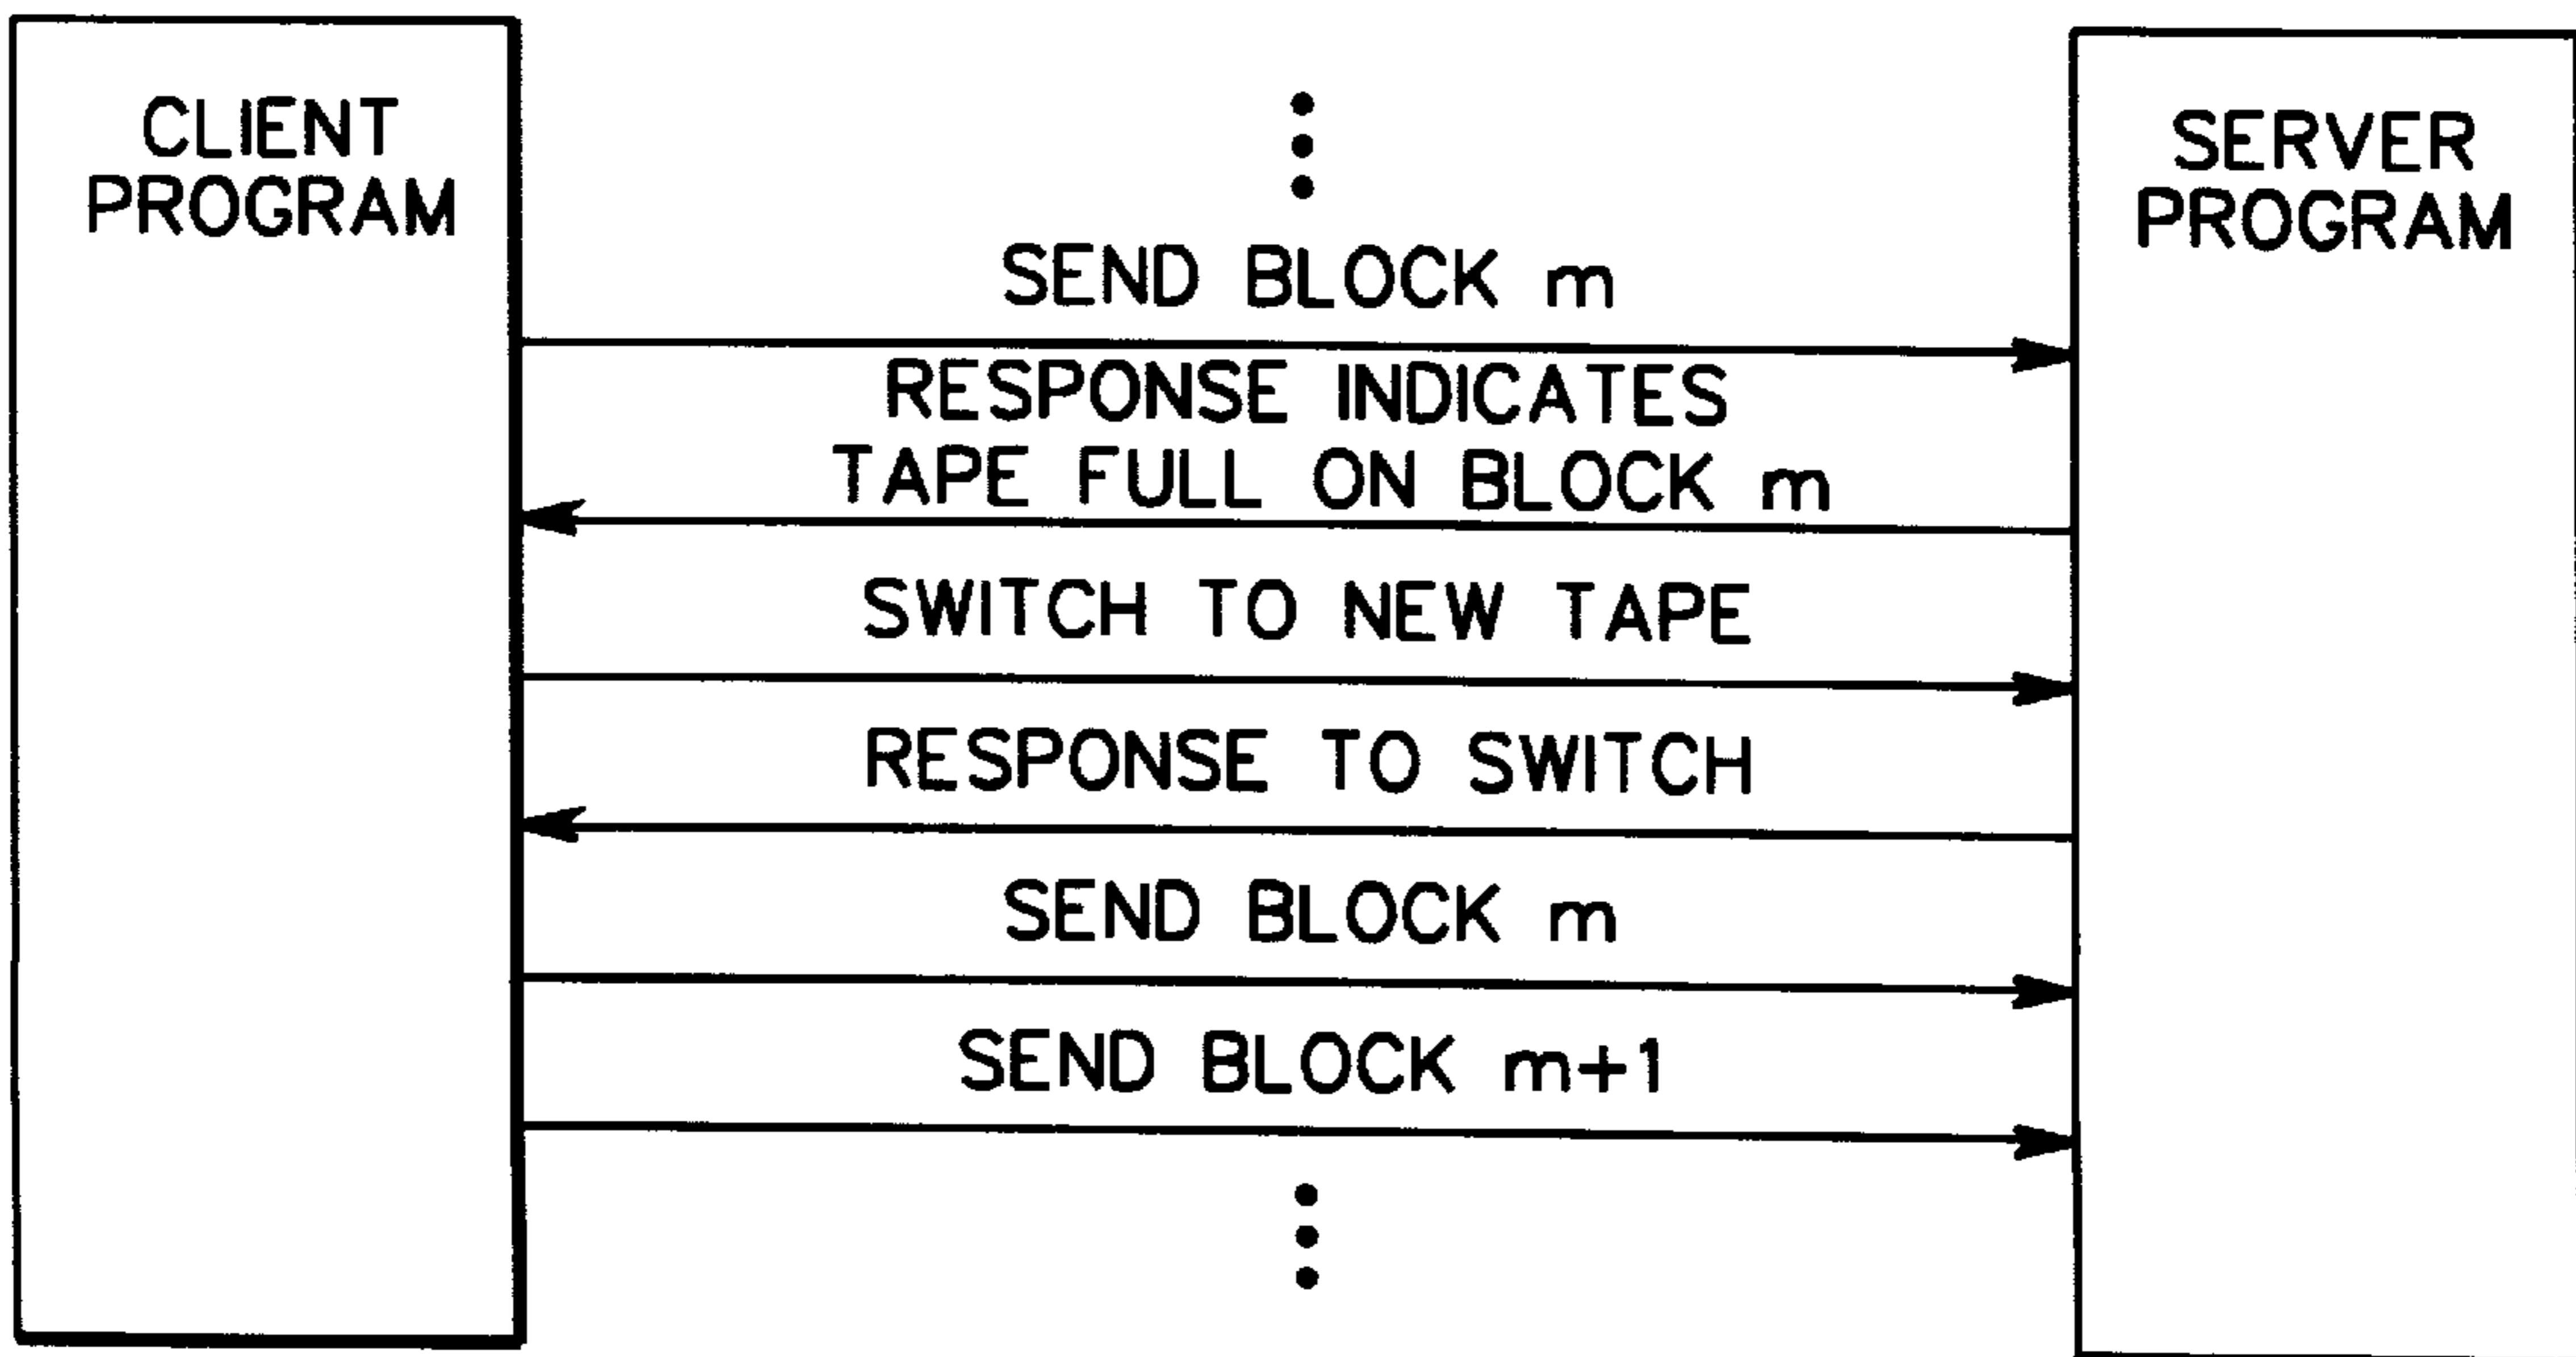 CLIENT
PROGRAM
SERVER
PROGRAM
SEND BLOCK m
RESPONSE INDICATES
TAPE FULL ON BLOCK m
SWITCH TO NEW TAPE
RESPONSE TO SWITCH
SEND BLOCK m
SEND BLOCK m+1